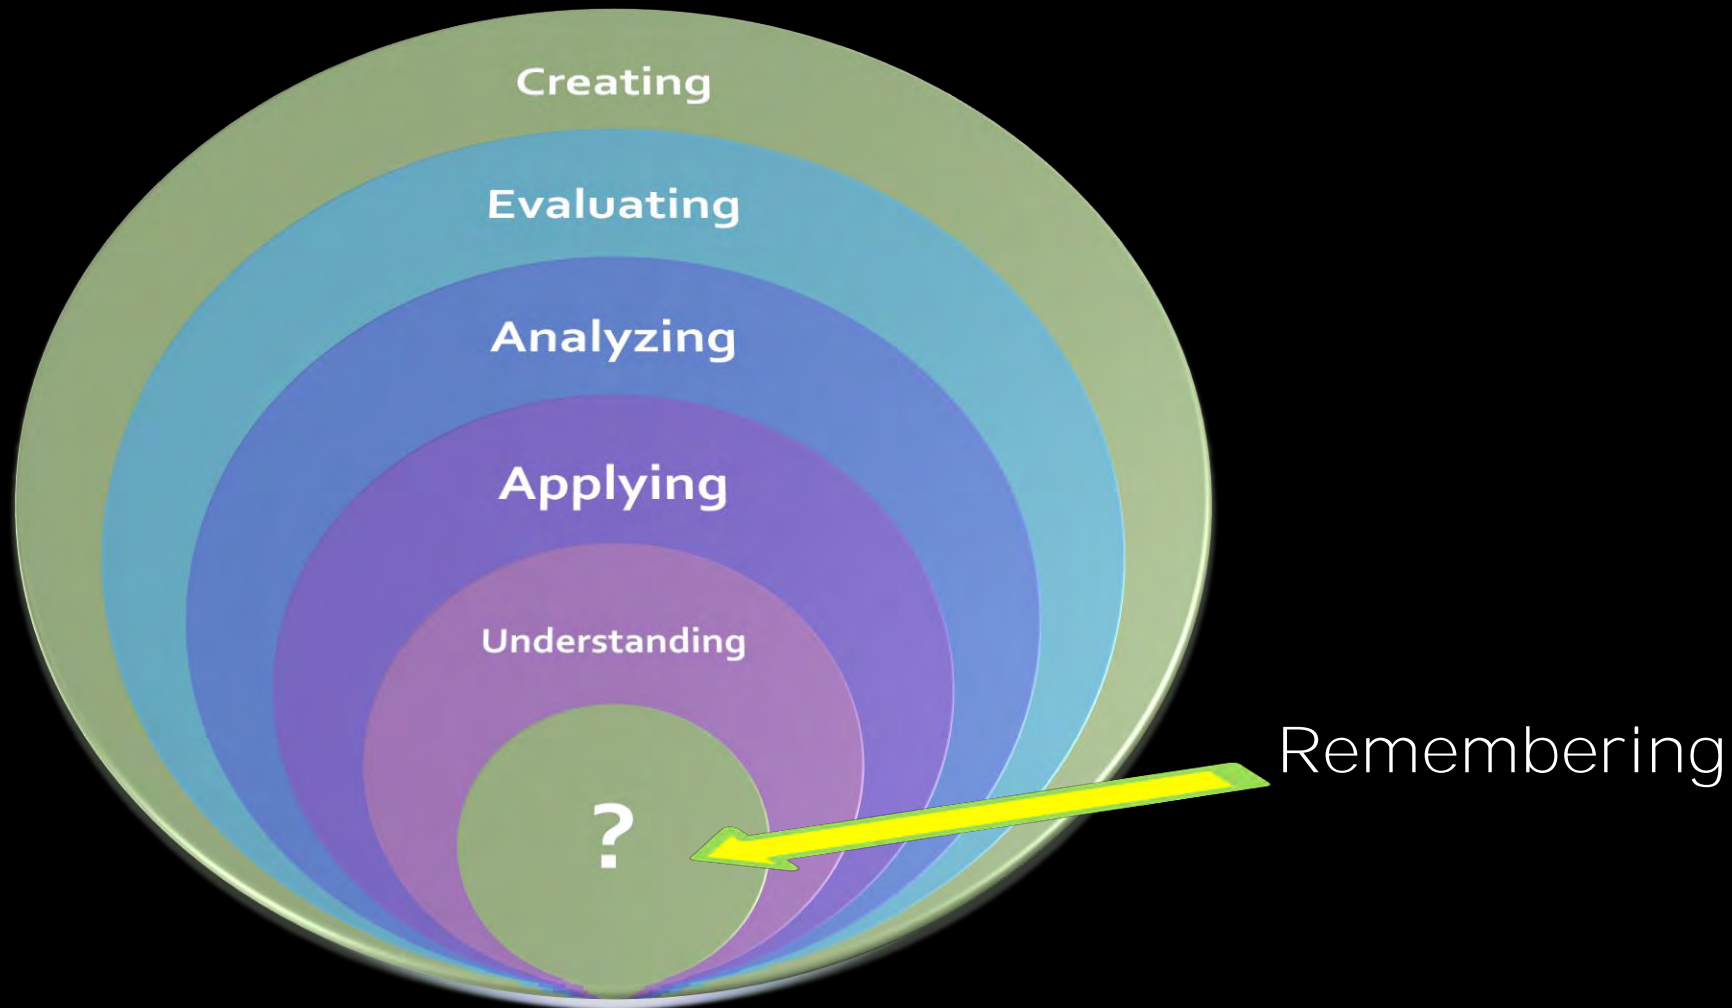 Creating
Evaluating
Analyzing
Applying
Understanding
Remembering
?